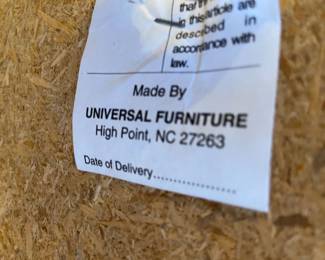 that
in this article are
described in
accordance with
law.
Made By
UNIVERSAL FURNITURE
High Point, NC 27263
Date of Delivery...................